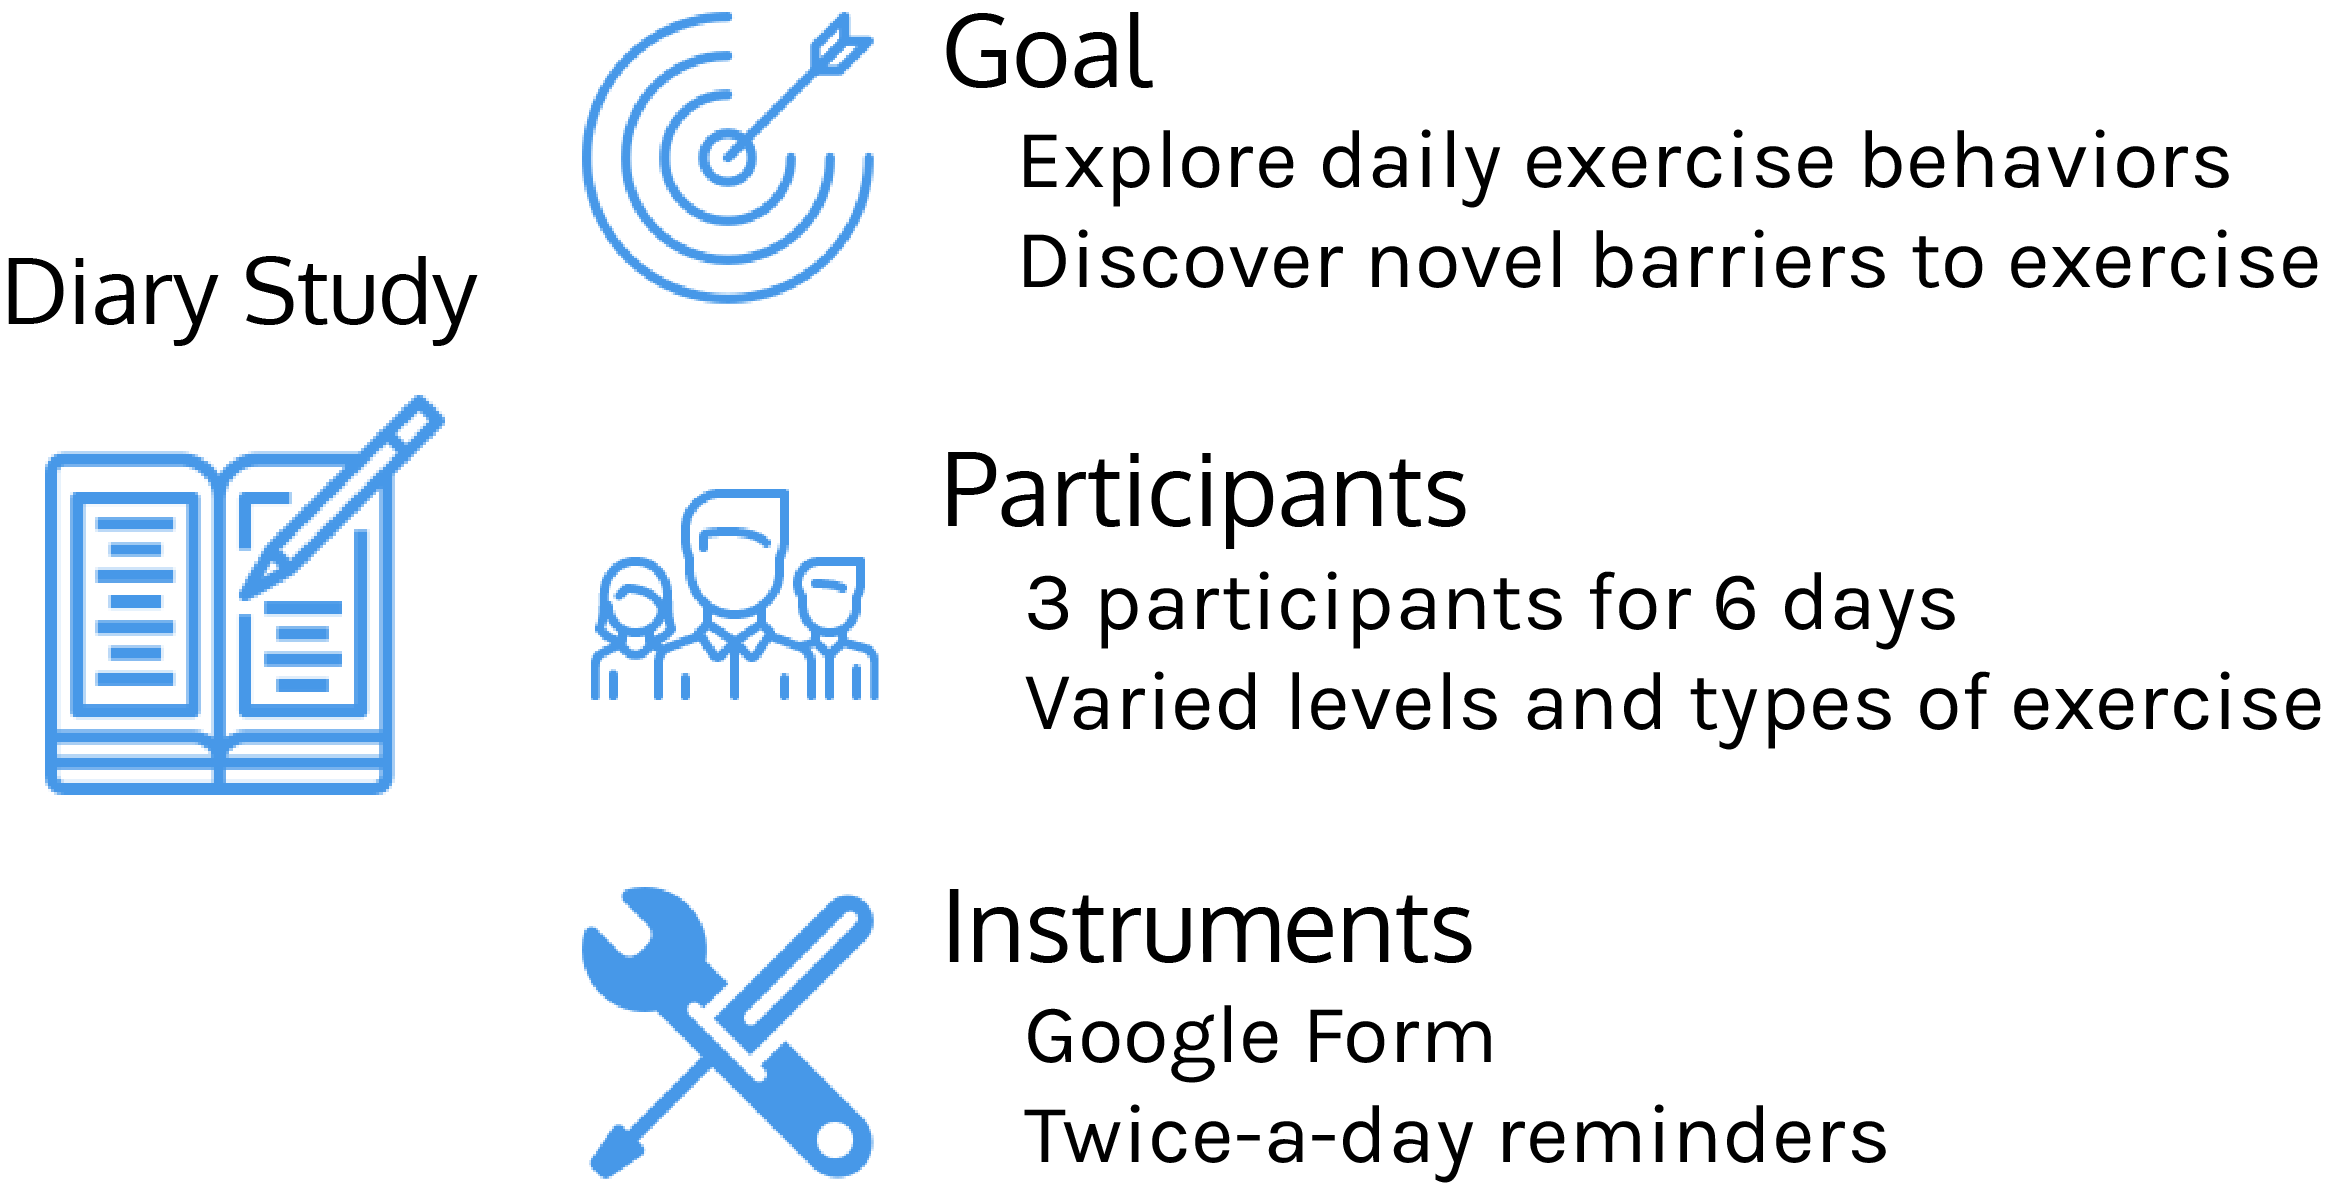 Diary Study
Goal
Explore daily exercise behaviors
Discover novel barriers to exercise
Participants
3 participants for 6 days
Varied levels and types of exercise
Instruments
Google Form
Twice-a-day reminders